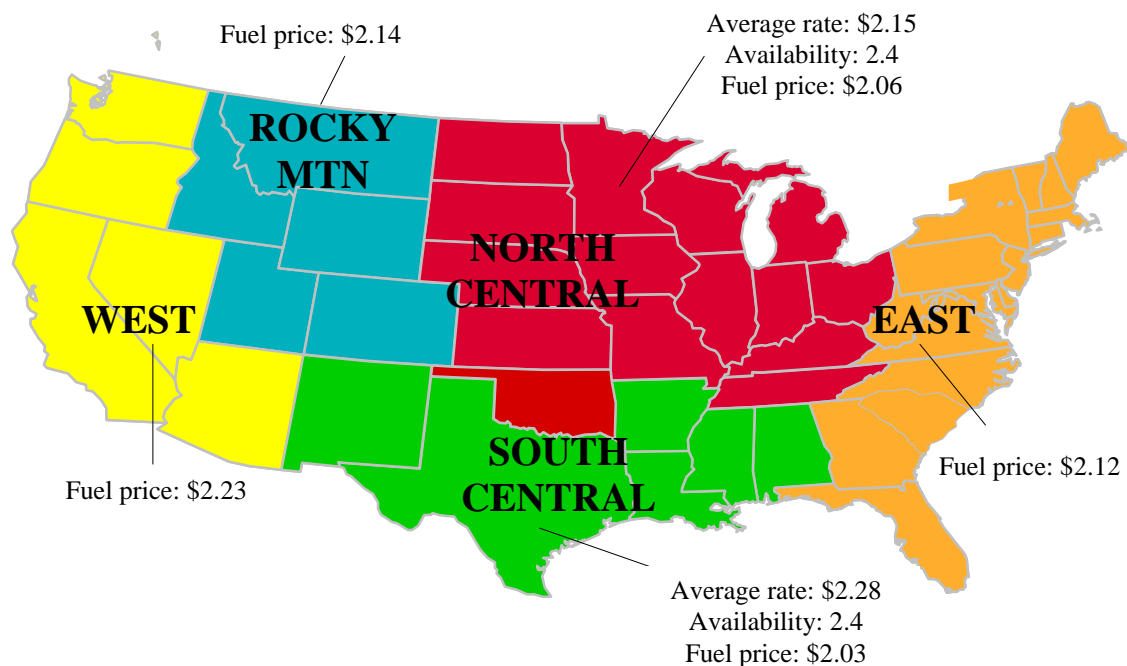 Fuel price: $2.14
Average rate: $2.15
Availability: 2.4
Fuel price: $2.06
ROCKY
MTN
NORTH
CENTRAL
WEST
EAST
SOUTH
CENTRAL
Fuel price: $2.23
Fuel price: $2.12
Average rate: $2.28
Availability: 2.4
Fuel price: $2.03